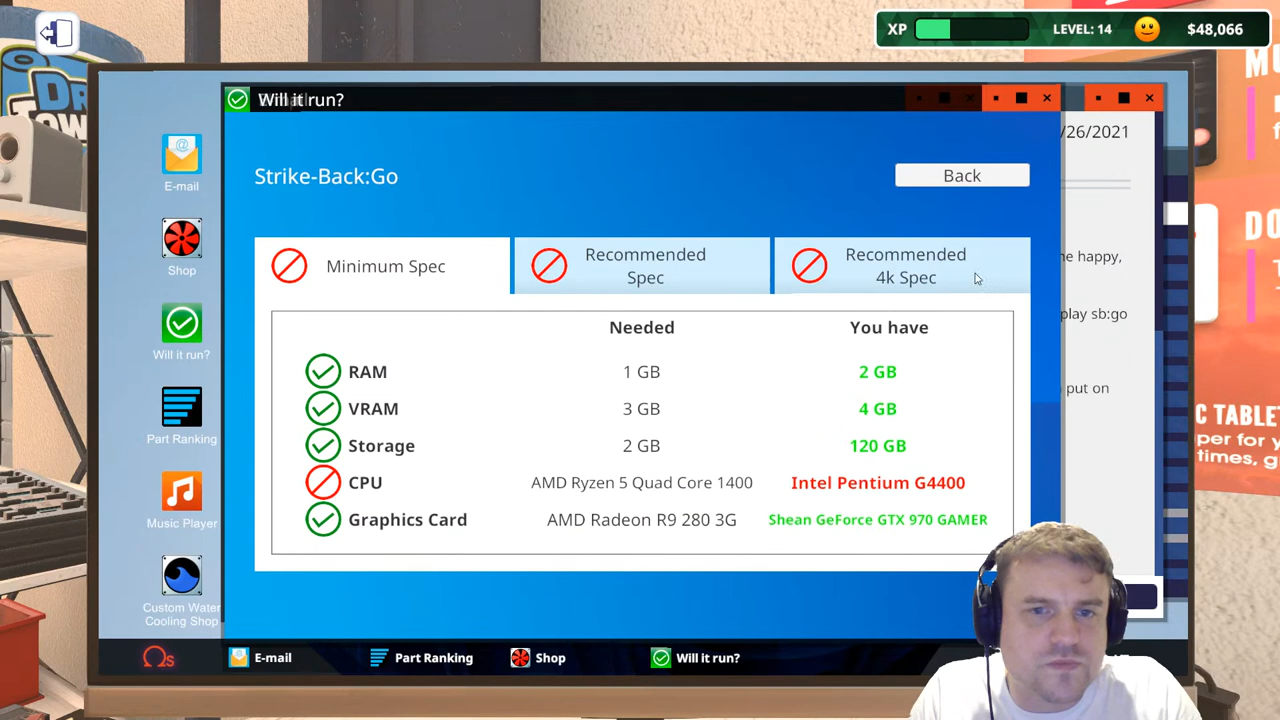 XP
LEVEL: 14
$48,066
Will it run?
/26/2021
Strike-Back:Go
Back
E-mail
Shop
Will it run?
Part Ranking
Music Player
Custom Water
Cooling Shop
Minimum Spec
Recommended
Spec
Recommended
4k Spec
Needed
You have
RAM
1 GB
2 GB
VRAM
3 GB
4 GB
Storage
2 GB
120 GB
CPU
AMD Ryzen 5 Quad Core 1400
Intel Pentium G4400
Graphics Card
AMD Radeon R9 280 3G
Shean GeForce GTX 970 GAMER
ne happy,
play sb:go
put on
C TABLET
per for y
times, g
Ωs
E-mail
Part Ranking
Shop
Will it run?